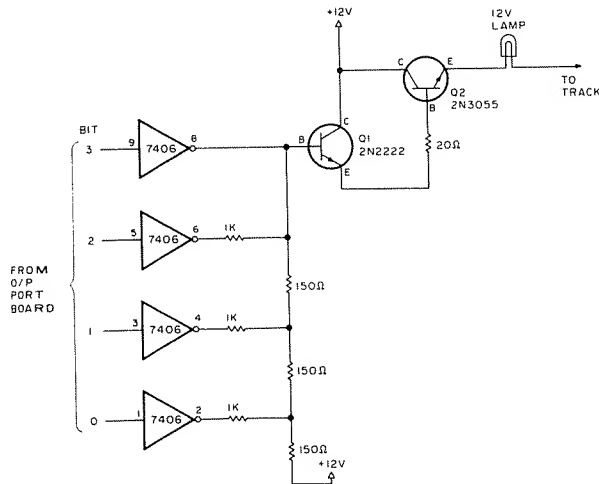 +12V
12V
LAMP
C
E
TO
TRACK
Q2
2N3055
B
BIT
3
9
7406
8
B
C
Q1
2N2222
E
20Ω
2
5
7406
6
1K
150Ω
FROM
O/P
PORT
BOARD
1
3
7406
4
1K
150Ω
0
1
7406
2
1K
150Ω
+12V